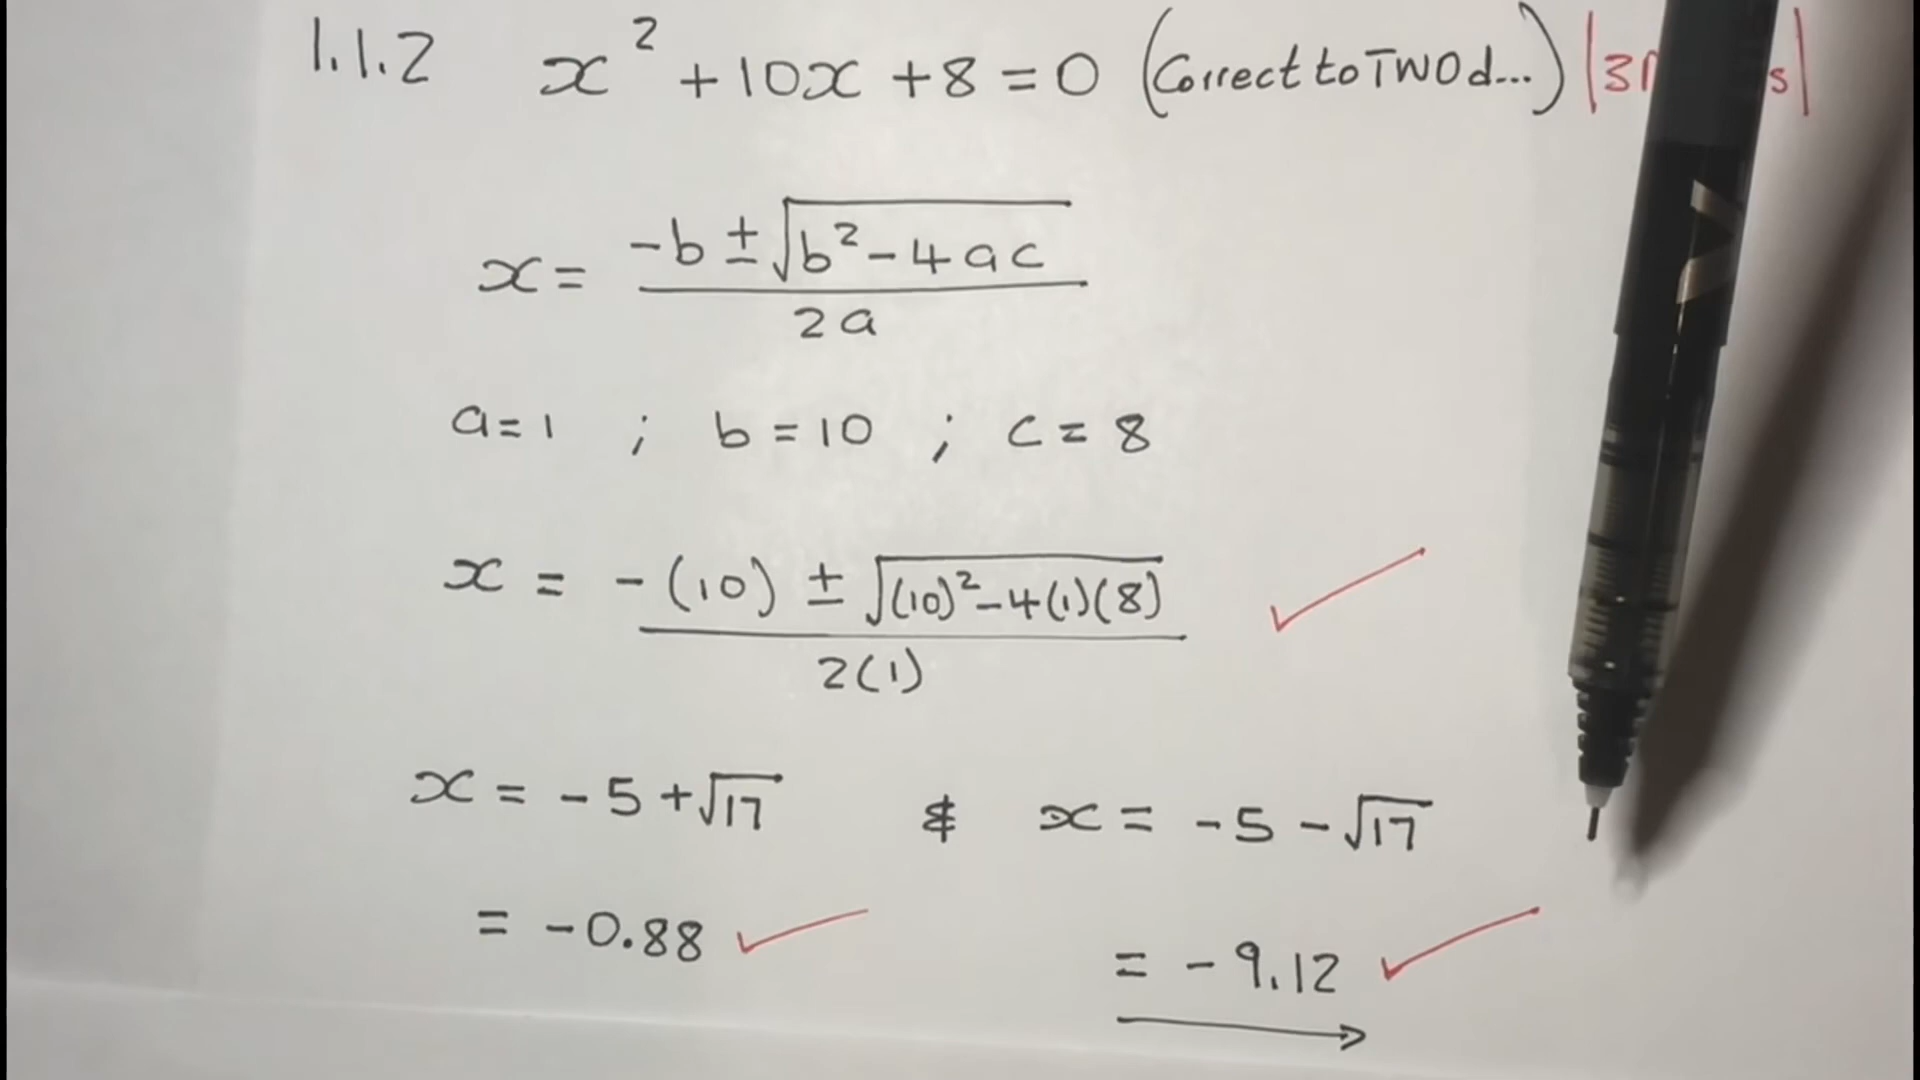 1.1.2 x² + 10x + 8 = 0 (Correct to TWO d...)
x = (-b ± √(b² - 4ac)) / 2a
a = 1 ; b = 10 ; c = 8
x = (-(10) ± √((10)² - 4(1)(8))) / 2(1)
x = -5 + √17 & x = -5 - √17
= -0.88
= -9.12